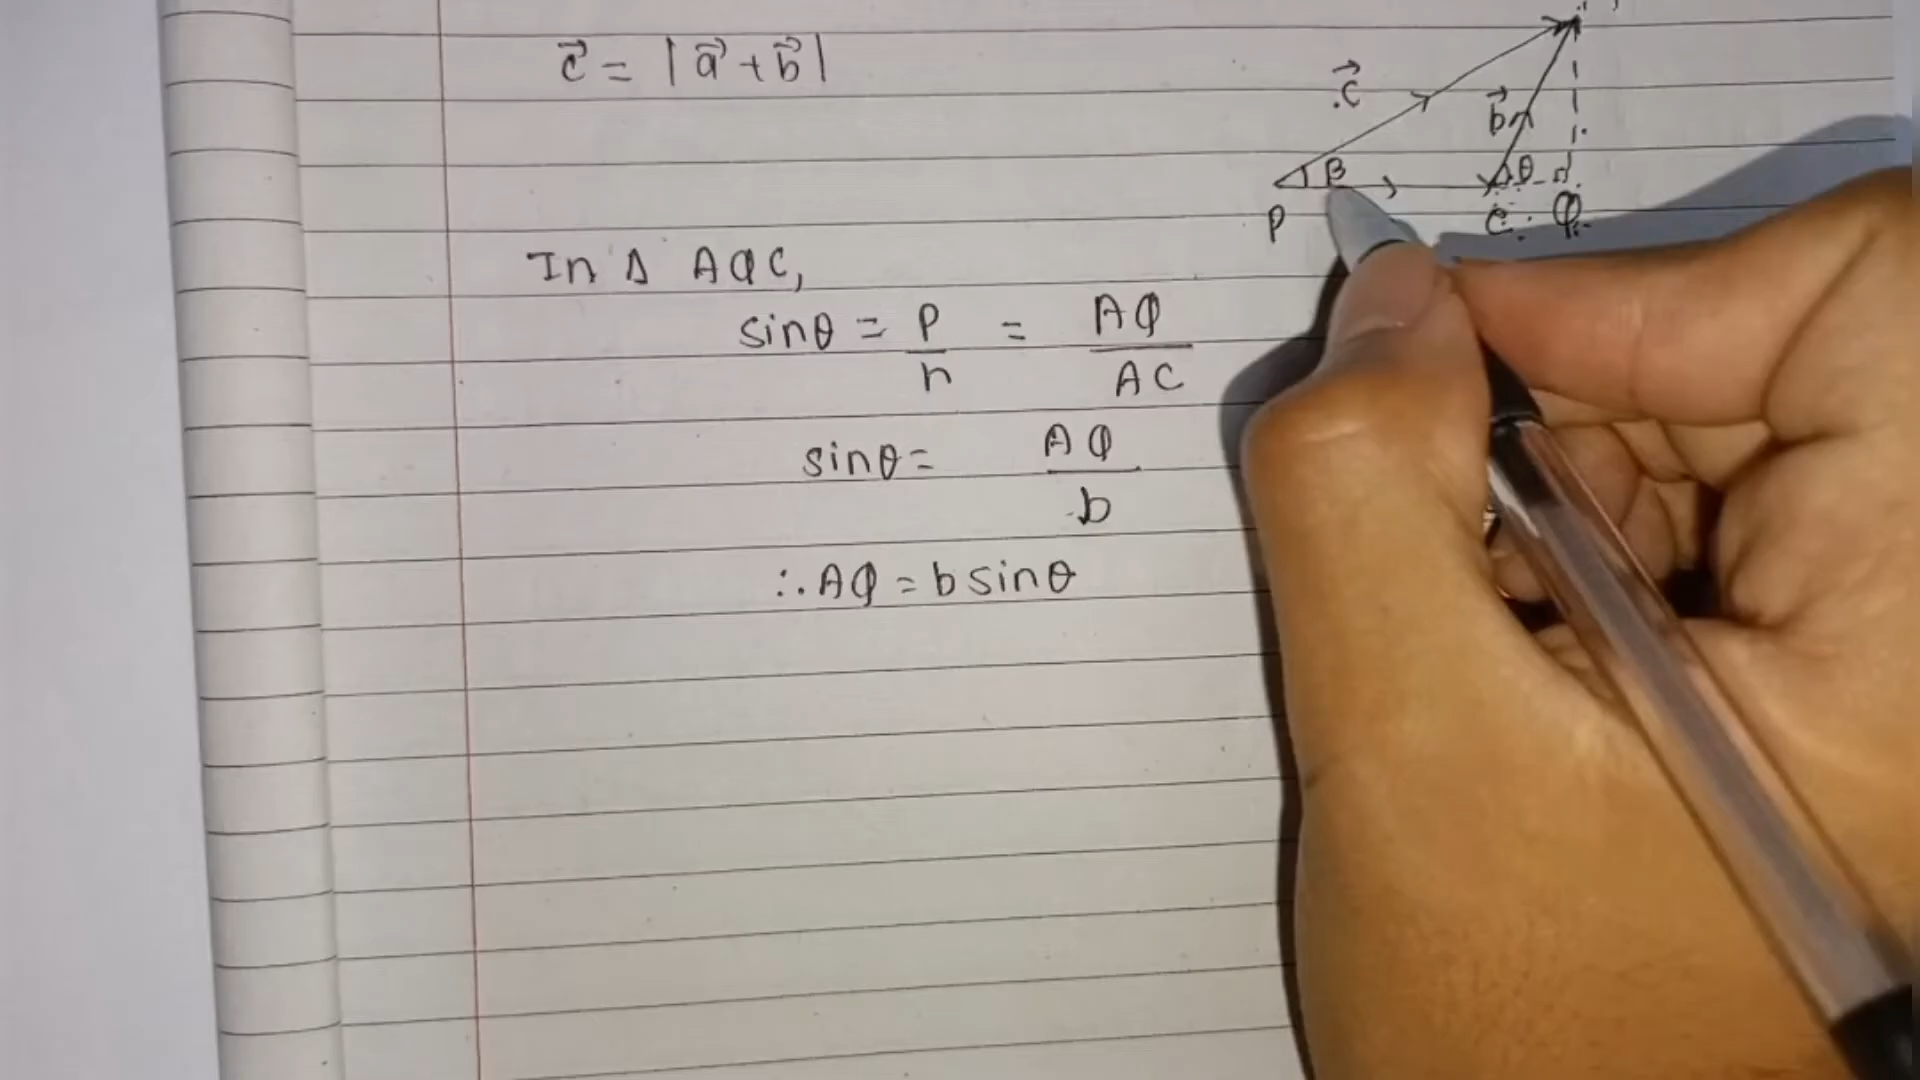 c⃗ = |a⃗ + b⃗|
.c⃗
b⃗
β
θ
P
C.
Q
In Δ AQC,
sinθ = p/h = AQ/AC
sinθ = AQ/b
∴ AQ = b sinθ